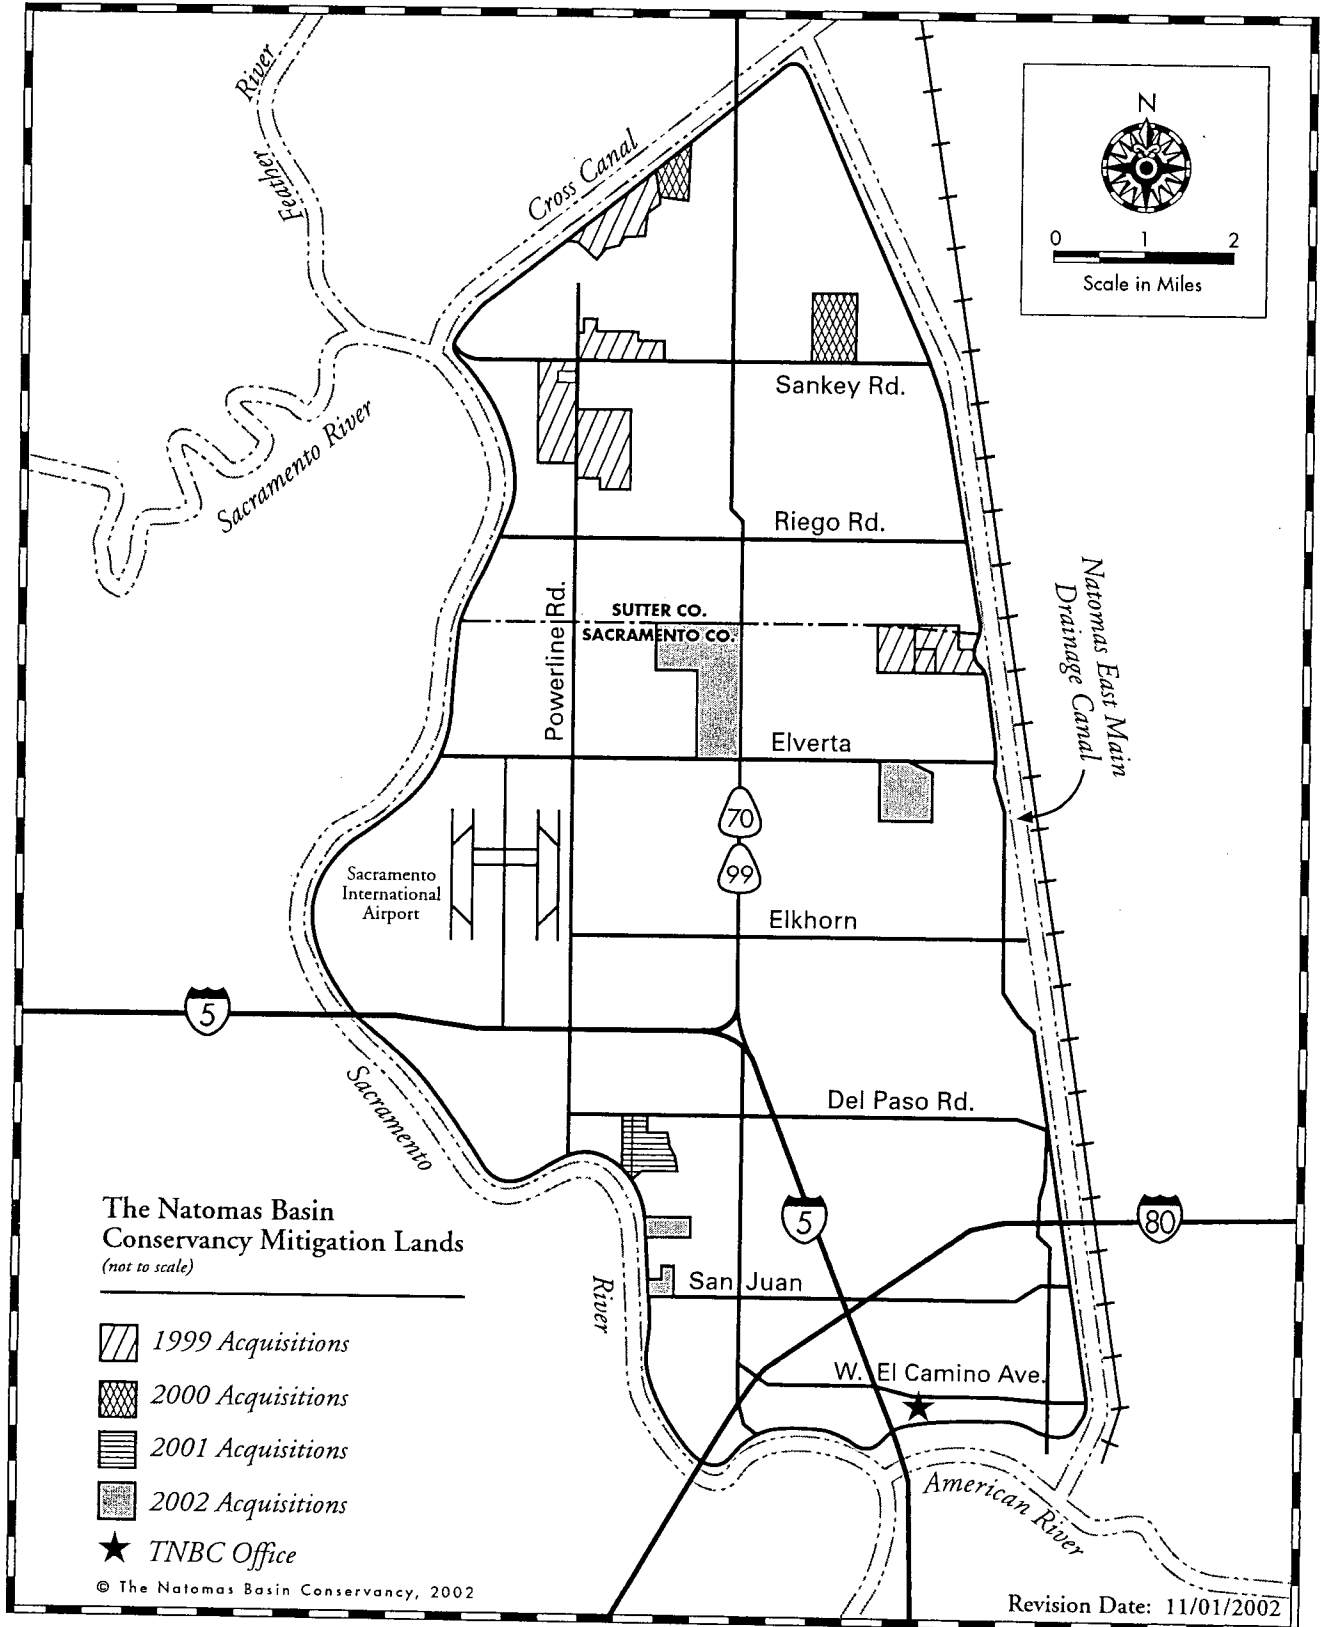 River
Feather
Cross Canal
N
0 1 2
Scale in Miles
Sankey Rd.
Sacramento River
Riego Rd.
Natomas East Main
Drainage Canal
Powerline Rd.
SUTTER CO.
SACRAMENTO CO.
Elverta
70
99
Sacramento
International
Airport
Elkhorn
5
Sacramento
River
Del Paso Rd.
5
80
San Juan
W. El Camino Ave.
American River
The Natomas Basin
Conservancy Mitigation Lands
(not to scale)
1999 Acquisitions
2000 Acquisitions
2001 Acquisitions
2002 Acquisitions
TNBC Office
© The Natomas Basin Conservancy, 2002
Revision Date: 11/01/2002